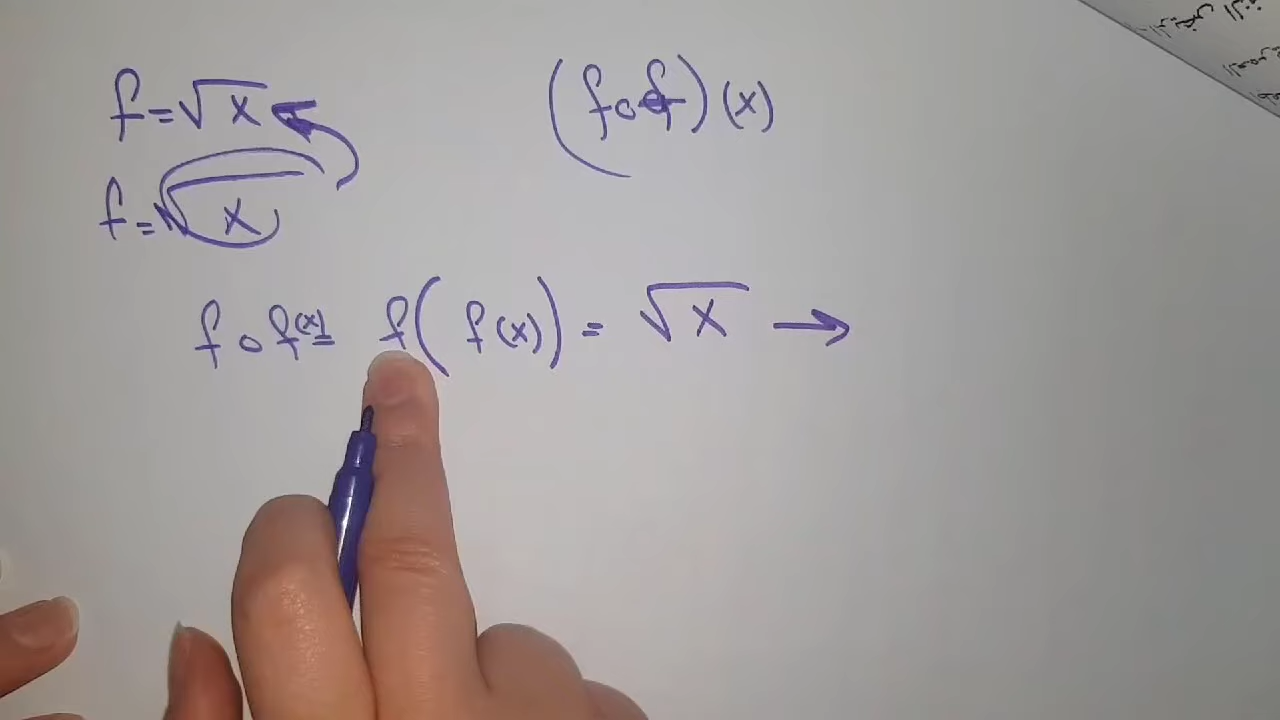 f = √x
(f∘f)(x)
f = √x
f∘f(x) = f(f(x)) = √x →